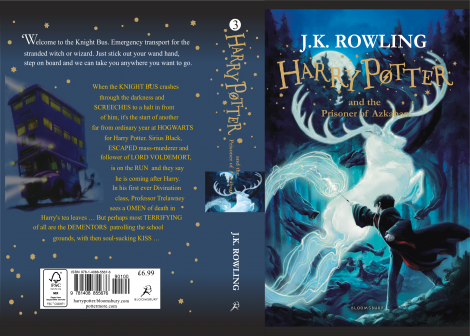 Welcome to the Knight Bus. Emergency transport for the
stranded witch or wizard. Just stick out your wand hand,
step on board and we can take you anywhere you want to go.
When the KNIGHT BUS crashes
through the darkness and
SCREECHES to a halt in front
of him, it's the start of another
far from ordinary year at HOGWARTS
for Harry Potter. Sirius Black,
ESCAPED mass-murderer and
follower of LORD VOLDEMORT,
is on the RUN and they say
he is coming after Harry.
In his first ever Divination
class, Professor Trelawney
sees a OMEN of death in
Harry's tea leaves ... But perhaps most TERRIFYING
of all are the DEMENTORS patrolling the school
grounds, with their soul-sucking KISS ...
FSC
£6.99
harrypotter.bloomsbury.com
pottermore.com
BLOOMSBURY
3
HARRY POTTER
and the
Prisoner of Azkaban
J.K. ROWLING
J.K. ROWLING
HARRY POTTER
and the
Prisoner of Azkaban
BLOOMSBURY